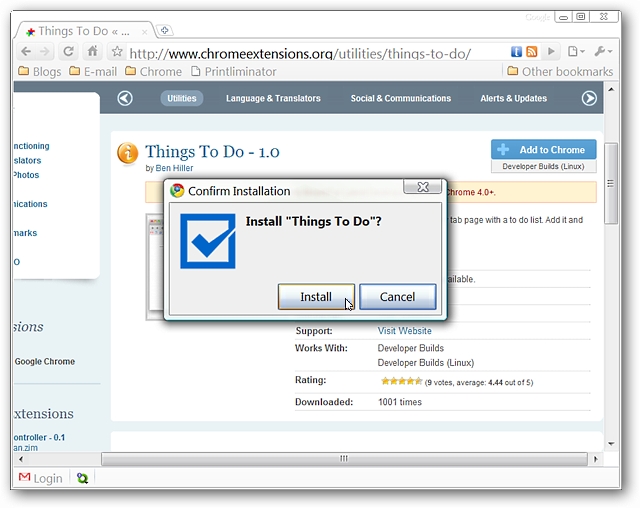 Google
Things To Do « ...
http://www.chromeextensions.org/utilities/things-to-do/
Blogs E-mail Chrome Printliminator Other bookmarks
Utilities Language & Translators Social & Communications Alerts & Updates
nctioning
slators
Photos
nications
marks
Things To Do - 1.0
by Ben Hiller
Add to Chrome
Developer Builds (Linux)
Chrome 4.0+.
Confirm Installation
Install "Things To Do"?
Install Cancel
tab page with a to do list. Add it and
ailable.
Support: Visit Website
Works With: Developer Builds
Developer Builds (Linux)
Rating: (9 votes, average: 4.44 out of 5)
Downloaded: 1001 times
sions
Google Chrome
xtensions
ontroller - 0.1
an.zim
Login